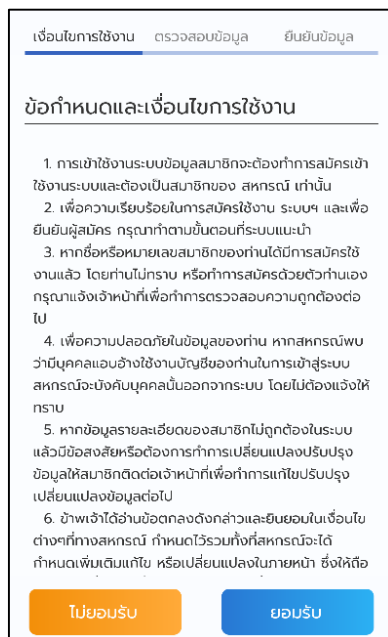 เงื่อนไขการใช้งาน ตรวจสอบข้อมูล ยืนยันข้อมูล
ข้อกำหนดและเงื่อนไขการใช้งาน
1. การเข้าใช้งานระบบข้อมูลสมาชิกจะต้องทำการสมัครเข้า
ใช้งานระบบและต้องเป็นสมาชิกของ สหกรณ์ เท่านั้น
2. เพื่อความเรียบร้อยในการสมัครใช้งาน ระบบฯ และเพื่อ
ยืนยันผู้สมัคร กรุณาทำตามขั้นตอนที่ระบบแนะนำ
3. หากชื่อหรือหมายเลขสมาชิกของท่านได้มีการสมัครใช้
งานแล้ว โดยท่านไม่ทราบ หรือทำการสมัครด้วยตัวท่านเอง
กรุณาแจ้งเจ้าหน้าที่เพื่อทำการตรวจสอบความถูกต้องต่อ
ไป
4. เพื่อความปลอดภัยในข้อมูลของท่าน หากสหกรณ์พบ
ว่ามีบุคคลแอบอ้างใช้งานบัญชีของท่านในการเข้าสู่ระบบ
สหกรณ์จะบังคับบุคคลนั้นออกจากระบบ โดยไม่ต้องแจ้งให้
ทราบ
5. หากข้อมูลรายละเอียดของสมาชิกไม่ถูกต้องในระบบ
แล้วมีข้อสงสัยหรือต้องการทำการเปลี่ยนแปลงปรับปรุง
ข้อมูลให้สมาชิกติดต่อเจ้าหน้าที่เพื่อทำการแก้ไขปรับปรุง
เปลี่ยนแปลงข้อมูลต่อไป
6. ข้าพเจ้าได้อ่านข้อตกลงดังกล่าวและยินยอมในเงื่อนไข
ต่างๆที่ทางสหกรณ์ กำหนดไว้รวมทั้งที่สหกรณ์จะได้
กำหนดเพิ่มเติมแก้ไข หรือเปลี่ยนแปลงในภายหน้า ซึ่งให้ถือ
ไม่ยอมรับ ยอมรับ